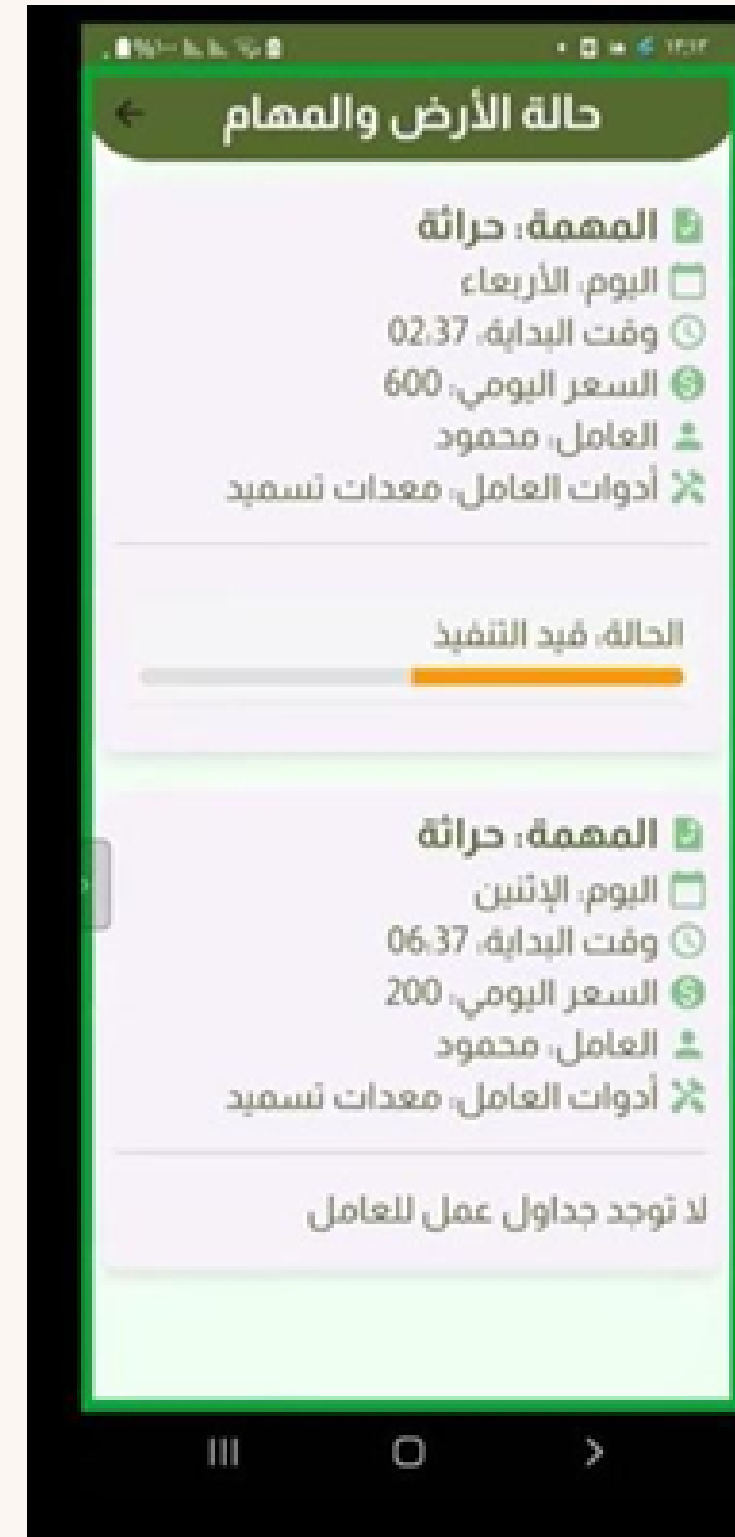 ١٣:١٣
حالة الأرض والمهام
المهمة: حراثة
اليوم: الأربعاء
وقت البداية: 02:37
السعر اليومي: 600
العامل: محمود
أدوات العامل: معدات تسميد
الحالة: قيد التنفيذ
المهمة: حراثة
اليوم: الإثنين
وقت البداية: 06:37
السعر اليومي: 200
العامل: محمود
أدوات العامل: معدات تسميد
لا توجد جداول عمل للعامل